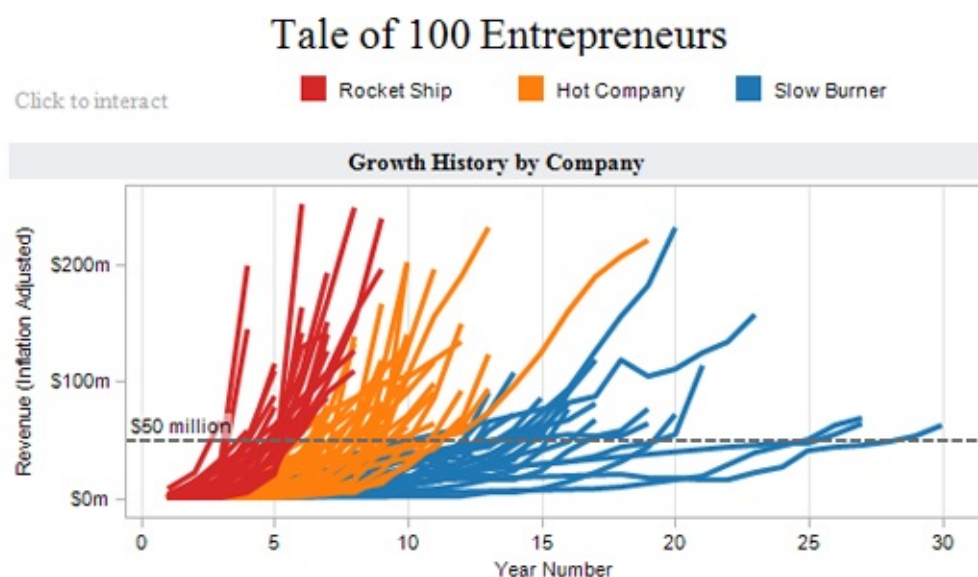 Tale of 100 Entrepreneurs
Click to interact
Rocket Ship
Hot Company
Slow Burner
Growth History by Company
Revenue (Inflation Adjusted)
$200m
$100m
$50 million
$0m
0 5 10 15 20 25 30
Year Number